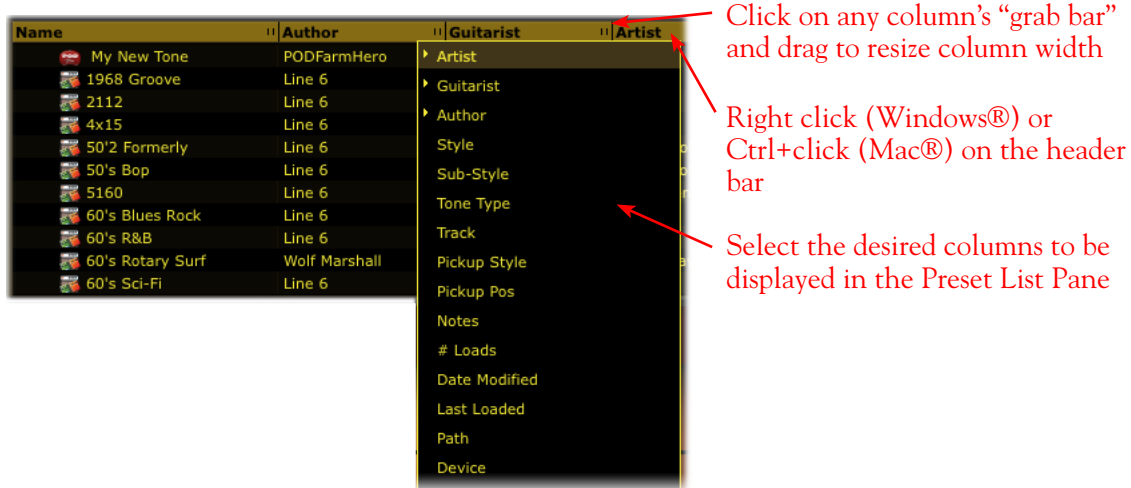 Name Author Guitarist Artist
My New Tone PODFarmHero
1968 Groove Line 6
2112 Line 6
4x15 Line 6
50'2 Formerly Line 6
50's Bop Line 6
5160 Line 6
60's Blues Rock Line 6
60's R&B Line 6
60's Rotary Surf Wolf Marshall
60's Sci-Fi Line 6
Artist
Guitarist
Author
Style
Sub-Style
Tone Type
Track
Pickup Style
Pickup Pos
Notes
# Loads
Date Modified
Last Loaded
Path
Device
Click on any column’s “grab bar”
and drag to resize column width
Right click (Windows®) or
Ctrl+click (Mac®) on the header
bar
Select the desired columns to be
displayed in the Preset List Pane